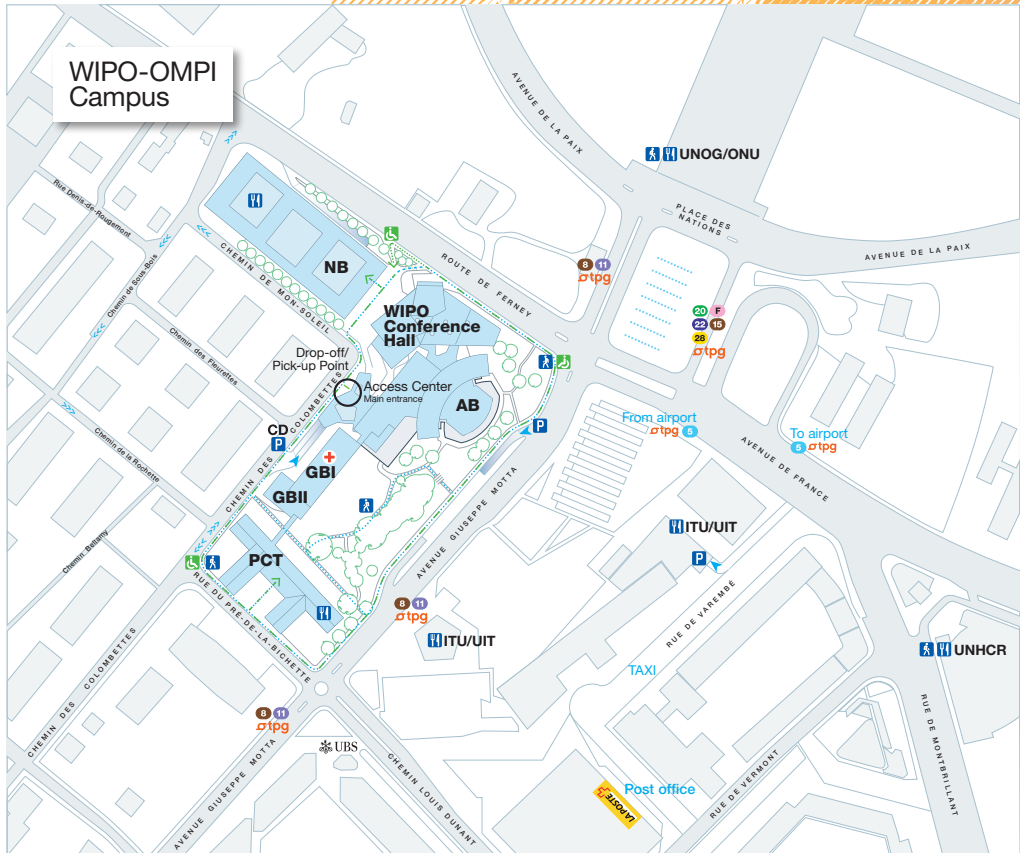 WIPO-OMPI
Campus
AVENUE DE LA PAIX
UNOG/ONU
Rue Denis-de-Rougemont
PLACE DES
NATIONS
AVENUE DE LA PAIX
CHEMIN DE MON-SOLEIL
Chemin de Sous-Bois
NB
ROUTE DE FERNEY
8 11
tpg
WIPO
Conference
Hall
20 F
22 15
28
tpg
Chemin des Fleurettes
Drop-off/
Pick-up Point
Access Center
Main entrance
AB
From airport
tpg 5
To airport
5 tpg
CD
P
P
CHEMIN DES COLOMBETTES
Chemin de la Rochette
GBI
GBII
AVENUE DE FRANCE
AVENUE GIUSEPPE MOTTA
ITU/UIT
P
Chemin Bellamy
PCT
RUE DU PRÉ-DE-LA-BICHETTE
8 11
tpg
ITU/UIT
RUE DE VAREMBÉ
UNHCR
TAXI
CHEMIN DES COLOMBETTES
8 11
tpg
UBS
AVENUE GIUSEPPE MOTTA
CHEMIN LOUIS DUNANT
Post office
LA POSTE
RUE DE VERMONT
RUE DE MONTBRILLANT